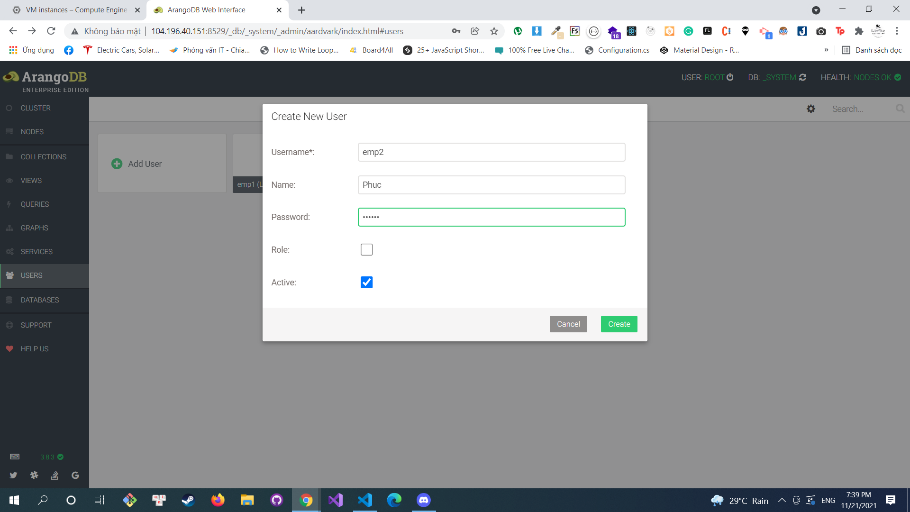 VM instances – Compute Engine
ArangoDB Web Interface
Không bảo mật
104.196.40.151:8529/_db/_system/_admin/aardvark/index.html#users
Ứng dụng
Electric Cars, Solar...
Phỏng vấn IT - Chia...
How to Write Loop...
Board4All
25+ JavaScript Shor...
100% Free Live Cha...
Configuration.cs
Material Design - R...
»
Danh sách đọc
ArangoDB
ENTERPRISE EDITION
USER: ROOT
DB: _SYSTEM
HEALTH: NODES OK
CLUSTER
NODES
COLLECTIONS
VIEWS
QUERIES
GRAPHS
SERVICES
USERS
DATABASES
SUPPORT
HELP US
3.8.3
Search...
Add User
emp1
Create New User
Username*:
emp2
Name:
Phuc
Password:
••••••
Role:
Active:
Cancel
Create
29°C Rain
ENG
7:39 PM
11/21/2021